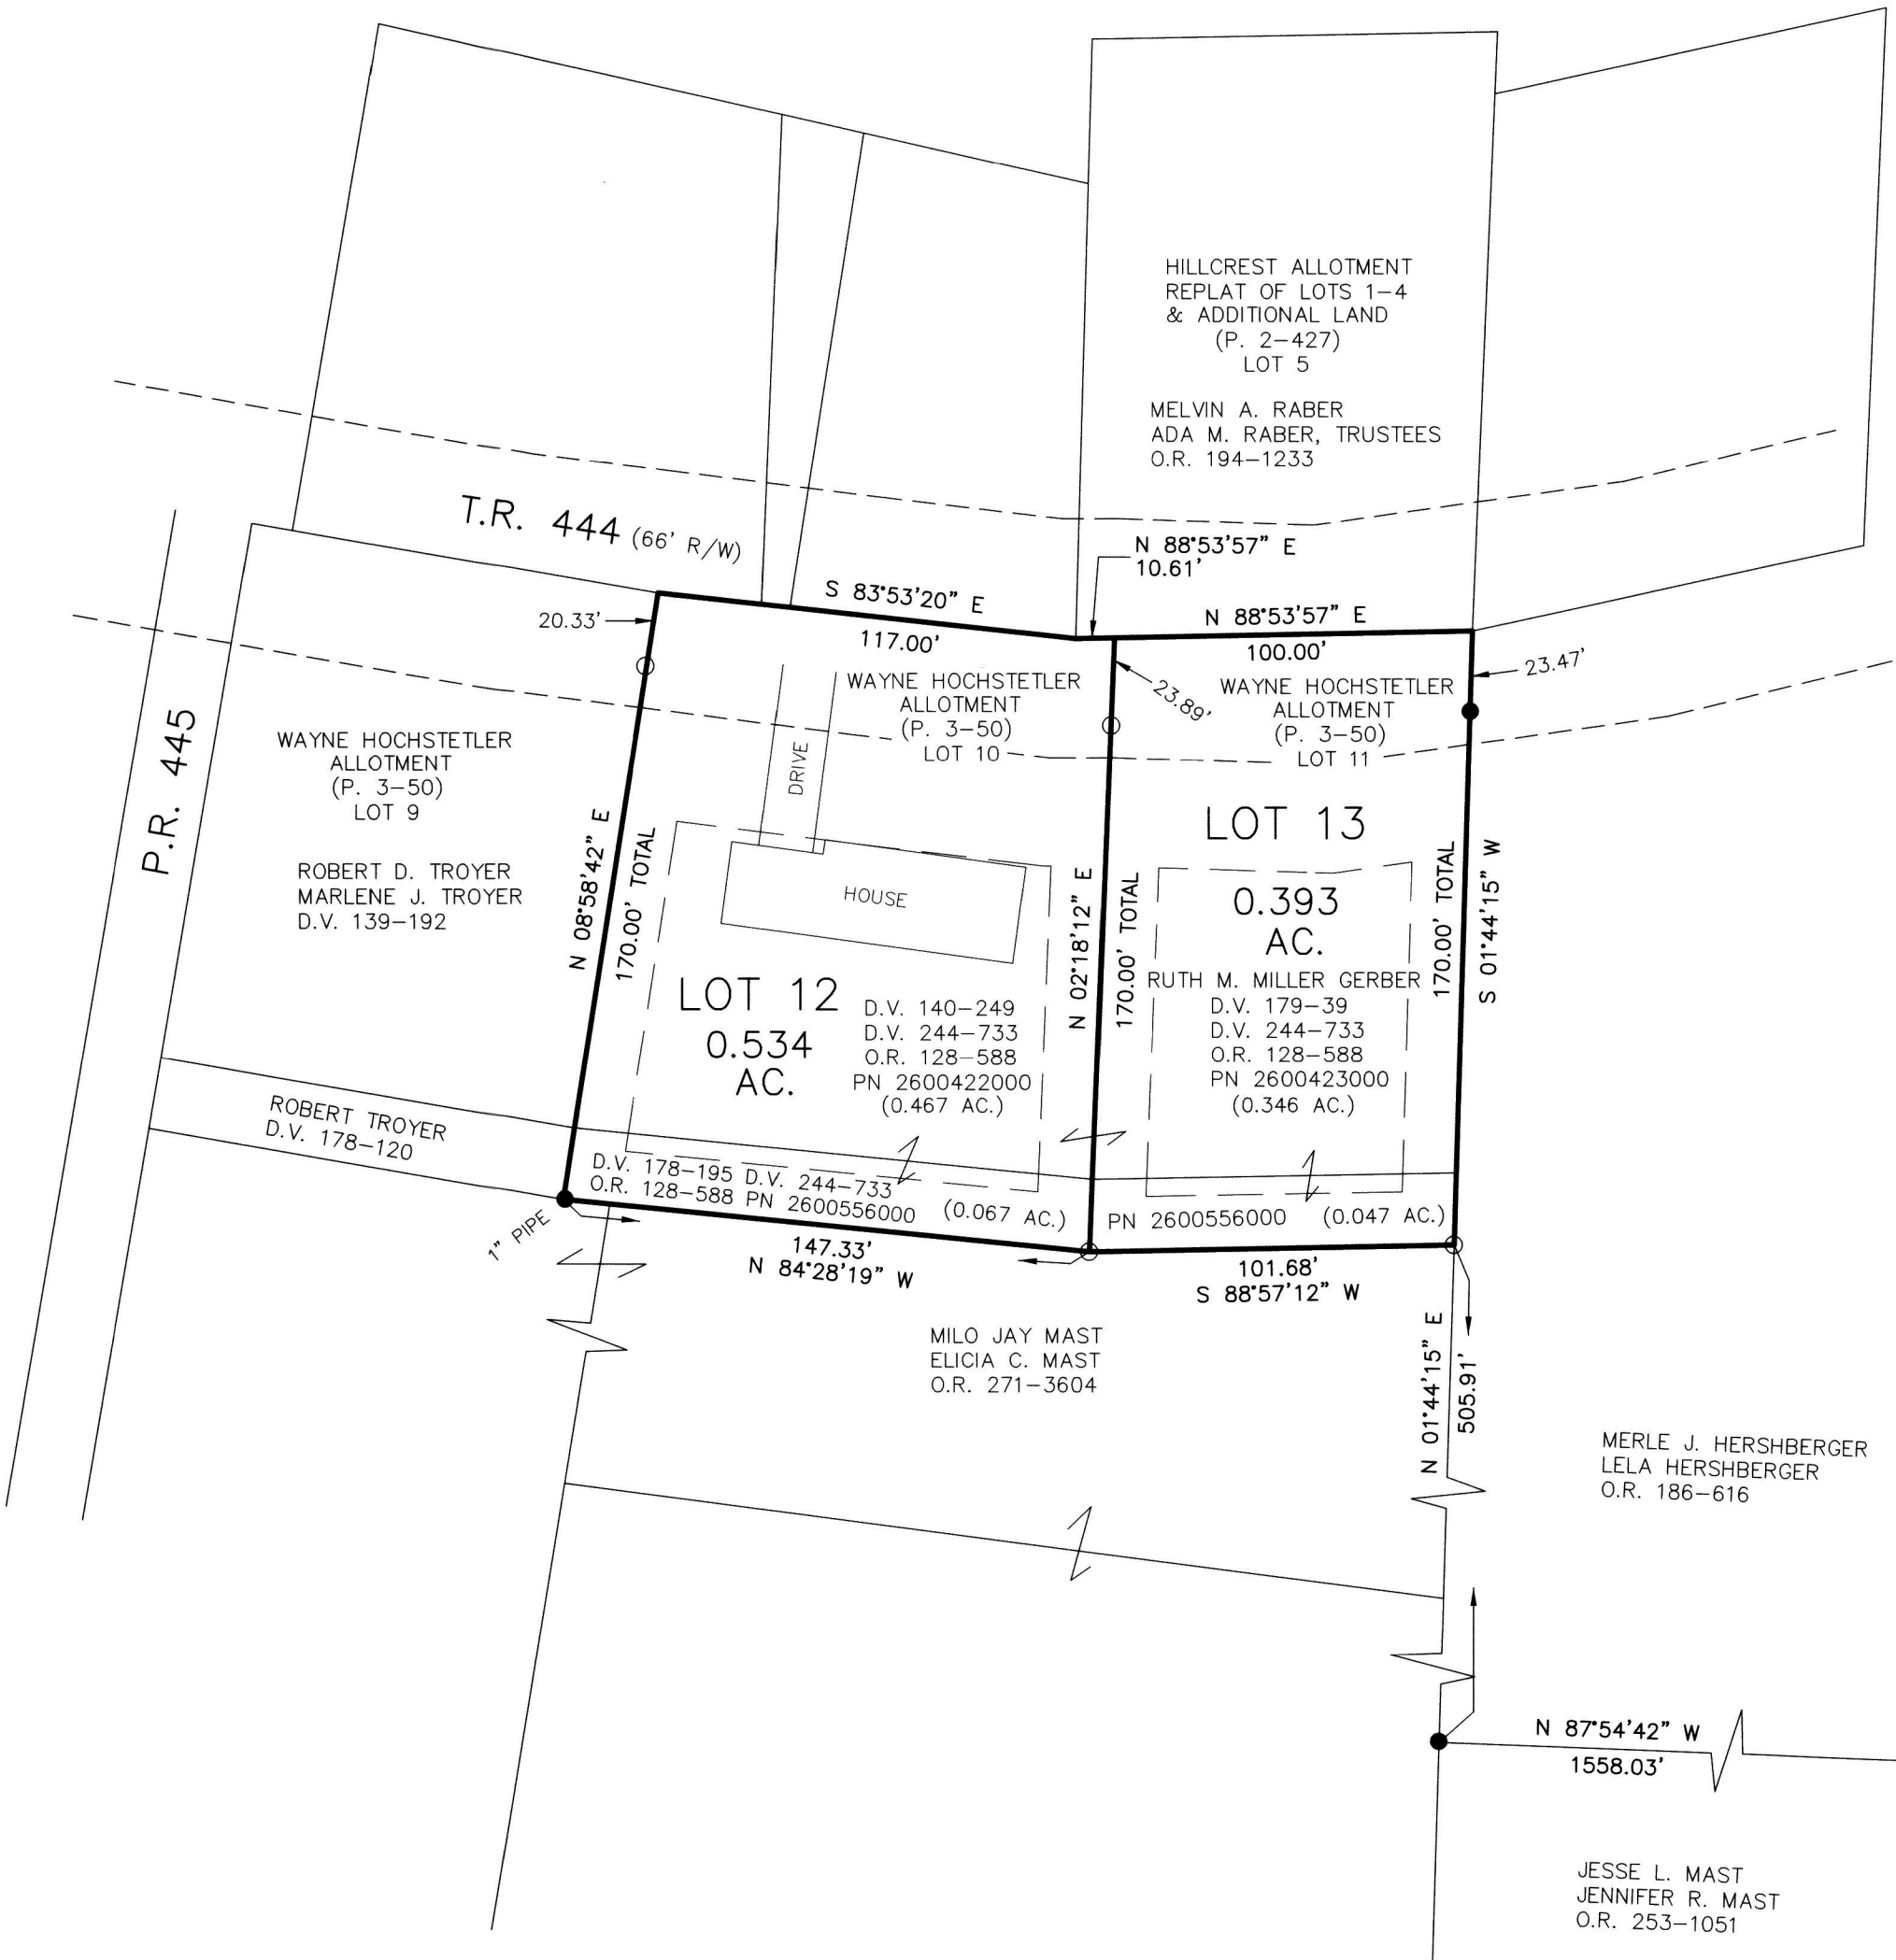 HILLCREST ALLOTMENT
REPLAT OF LOTS 1-4
& ADDITIONAL LAND
(P. 2-427)
LOT 5
MELVIN A. RABER
ADA M. RABER, TRUSTEES
O.R. 194-1233
T.R. 444 (66' R/W)
N 88°53'57" E
10.61'
S 83°53'20" E
117.00'
N 88°53'57" E
100.00'
20.33'
23.89'
23.47'
P.R. 445
WAYNE HOCHSTETLER
ALLOTMENT
(P. 3-50)
LOT 9
ROBERT D. TROYER
MARLENE J. TROYER
D.V. 139-192
WAYNE HOCHSTETLER
ALLOTMENT
(P. 3-50)
LOT 10
WAYNE HOCHSTETLER
ALLOTMENT
(P. 3-50)
LOT 11
DRIVE
HOUSE
N 08°58'42" E
170.00' TOTAL
LOT 12
0.534
AC.
D.V. 140-249
D.V. 244-733
O.R. 128-588
PN 2600422000
(0.467 AC.)
N 02°18'12" E
170.00' TOTAL
LOT 13
0.393
AC.
RUTH M. MILLER GERBER
D.V. 179-39
D.V. 244-733
O.R. 128-588
PN 2600423000
(0.346 AC.)
170.00' TOTAL
S 01°44'15" W
ROBERT TROYER
D.V. 178-120
D.V. 178-195 D.V. 244-733
O.R. 128-588 PN 2600556000 (0.067 AC.)
PN 2600556000 (0.047 AC.)
1" PIPE
147.33'
N 84°28'19" W
101.68'
S 88°57'12" W
MILO JAY MAST
ELICIA C. MAST
O.R. 271-3604
N 01°44'15" E
505.91'
MERLE J. HERSHBERGER
LELA HERSHBERGER
O.R. 186-616
N 87°54'42" W
1558.03'
JESSE L. MAST
JENNIFER R. MAST
O.R. 253-1051